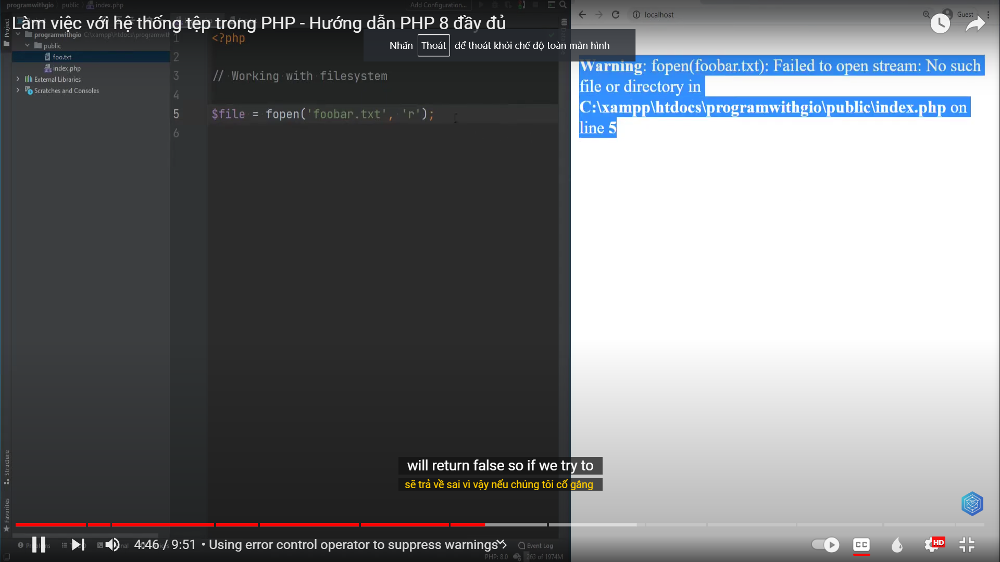 programwithgio public index.php
Add Configuration...
Làm việc với hệ thống tệp trong PHP - Hướng dẫn PHP 8 đầy đủ
localhost
Guest
Nhấn Thoát để thoát khỏi chế độ toàn màn hình
Project
programwithgio C:\xampp\htdocs\programwith
public
foo.txt
index.php
External Libraries
Scratches and Consoles
1 <?php
2
3 // Working with filesystem
4
5 $file = fopen('foobar.txt', 'r');
6
Warning: fopen(foobar.txt): Failed to open stream: No such
file or directory in
C:\xampp\htdocs\programwithgio\public\index.php on
line 5
Structure
Favorites
will return false so if we try to
sẽ trả về sai vì vậy nếu chúng tôi cố gắng
4:46 / 9:51 • Using error control operator to suppress warnings
Event Log
CC
HD
PHP: 8.0 263 of 1974M